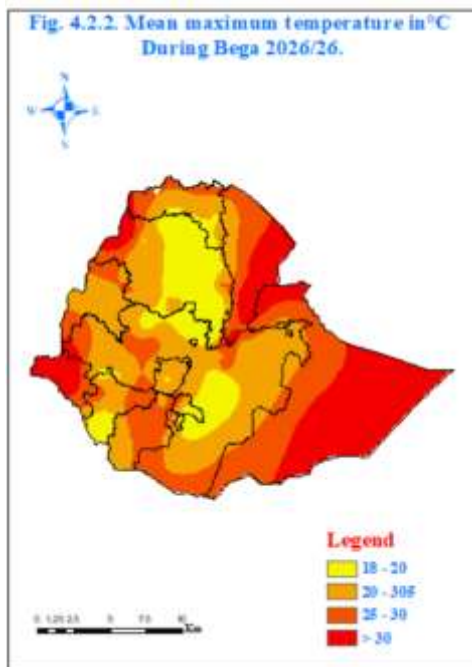 Fig. 4.2.2. Mean maximum temperature in°C
During Bega 2026/26.
N
W E
S
Legend
18 - 20
20 - 305
25 - 30
> 30
Km